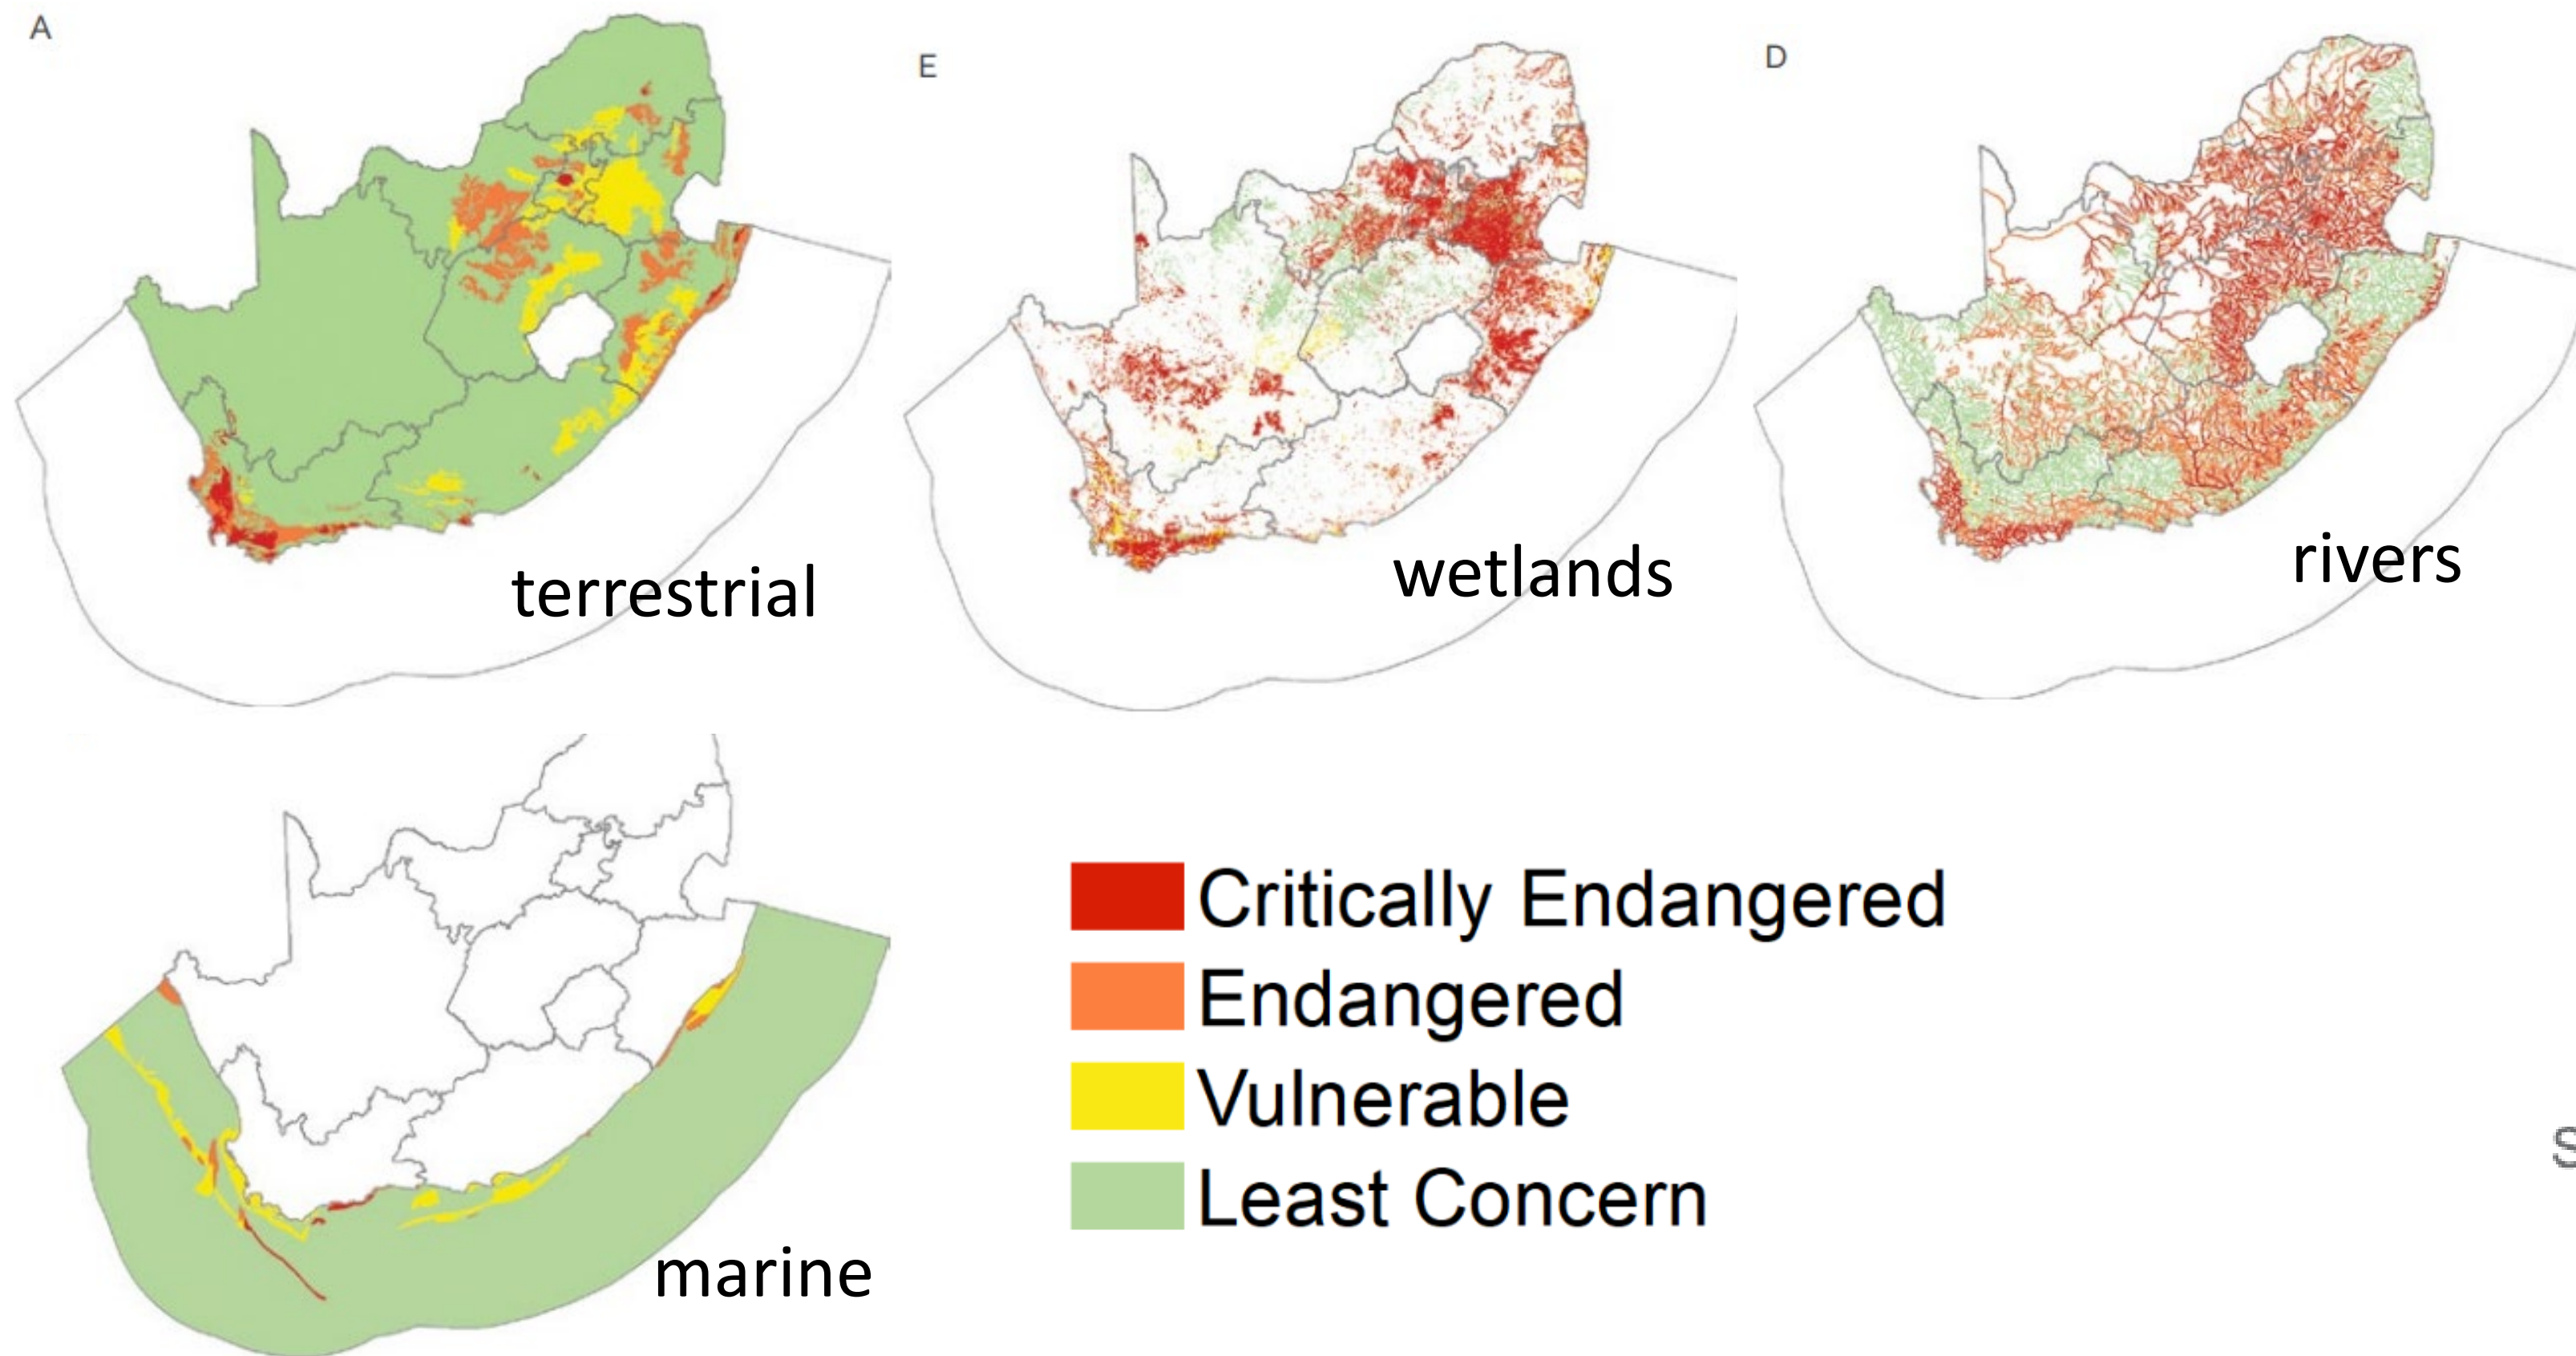 A
E
D
terrestrial
wetlands
rivers
marine
Critically Endangered
Endangered
Vulnerable
Least Concern